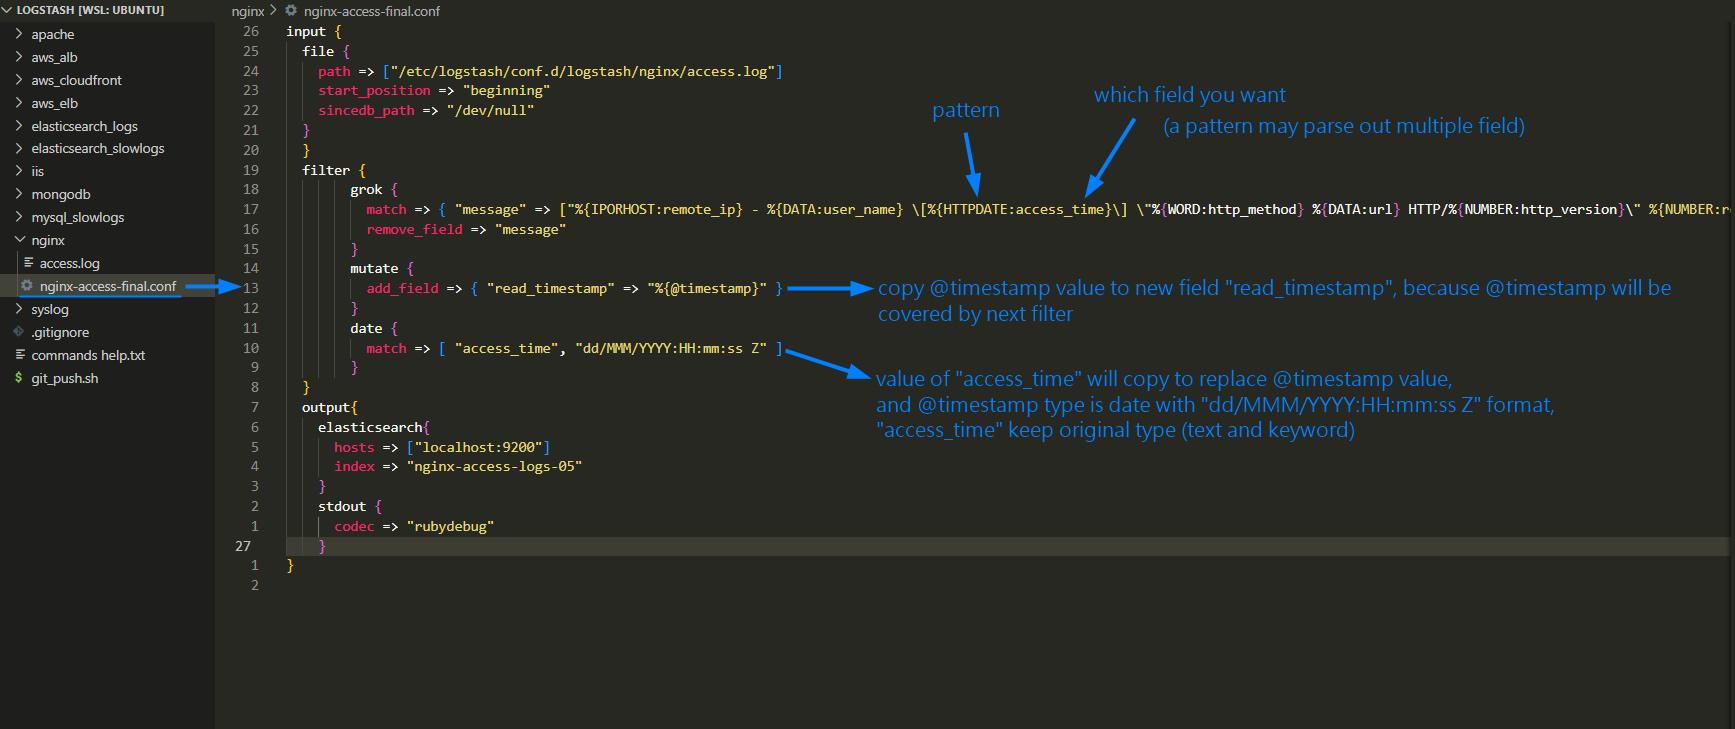 LOGSTASH [WSL: UBUNTU]
apache
aws_alb
aws_cloudfront
aws_elb
elasticsearch_logs
elasticsearch_slowlogs
iis
mongodb
mysql_slowlogs
nginx
access.log
nginx-access-final.conf
syslog
.gitignore
commands help.txt
$ git_push.sh
nginx > nginx-access-final.conf
26 input {
25 file {
24 path => ["/etc/logstash/conf.d/logstash/nginx/access.log"]
23 start_position => "beginning"
22 sincedb_path => "/dev/null"
21 }
20 }
19 filter {
18 grok {
17 match => { "message" => ["%{IPORHOST:remote_ip} - %{DATA:user_name} \[%{HTTPDATE:access_time}\] \"%{WORD:http_method} %{DATA:url} HTTP/%{NUMBER:http_version}\" %{NUMBER:r
16 remove_field => "message"
15 }
14 mutate {
13 add_field => { "read_timestamp" => "%{@timestamp}" }
12 }
11 date {
10 match => [ "access_time", "dd/MMM/YYYY:HH:mm:ss Z" ]
9 }
8 }
7 output{
6 elasticsearch{
5 hosts => ["localhost:9200"]
4 index => "nginx-access-logs-05"
3 }
2 stdout {
1 codec => "rubydebug"
27 }
1 }
2
pattern
which field you want
(a pattern may parse out multiple field)
copy @timestamp value to new field "read_timestamp", because @timestamp will be
covered by next filter
value of "access_time" will copy to replace @timestamp value,
and @timestamp type is date with "dd/MMM/YYYY:HH:mm:ss Z" format,
"access_time" keep original type (text and keyword)